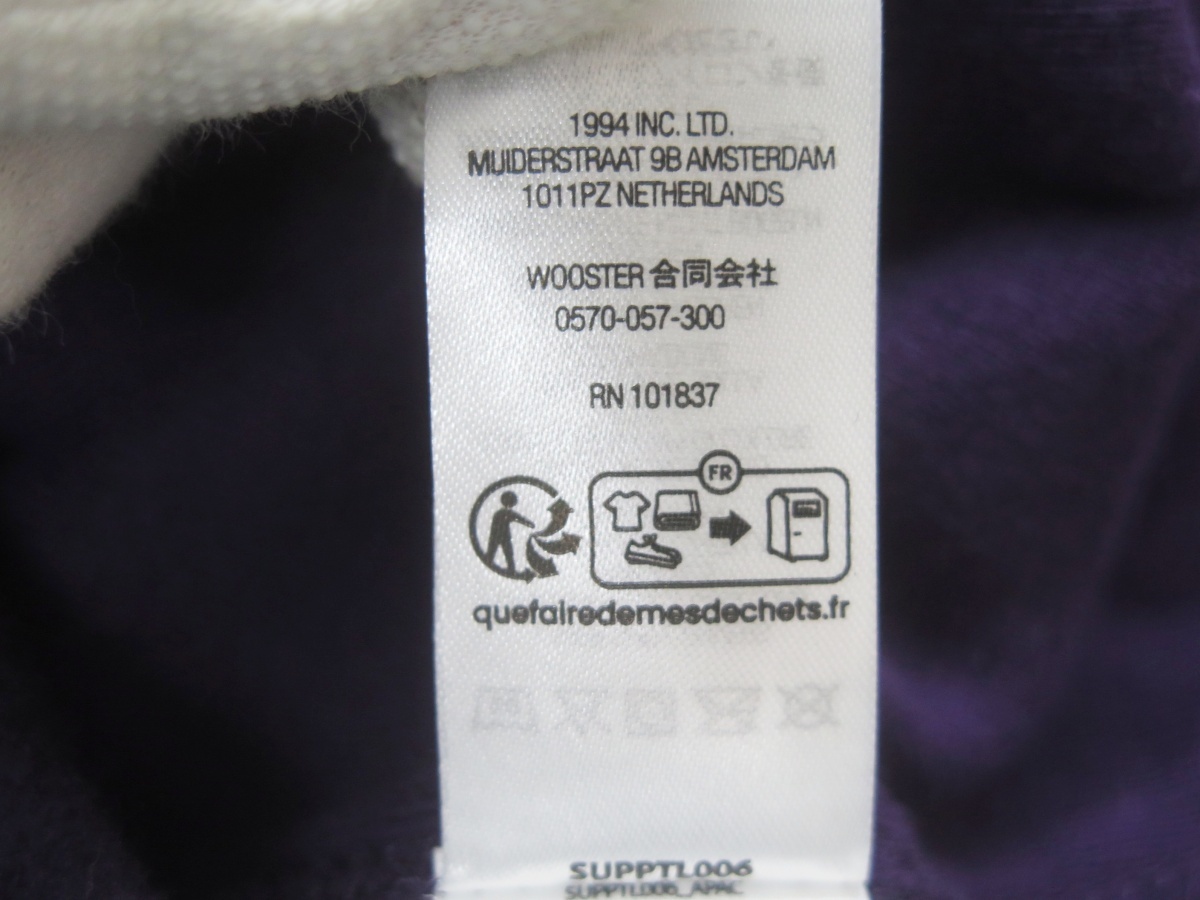 1994 INC. LTD.
MUIDERSTRAAT 9B AMSTERDAM
1011PZ NETHERLANDS
WOOSTER 合同会社
0570-057-300
RN 101837
FR
quefairedemesdechets.fr
SUPPTL006
SUPPTL006_APAC